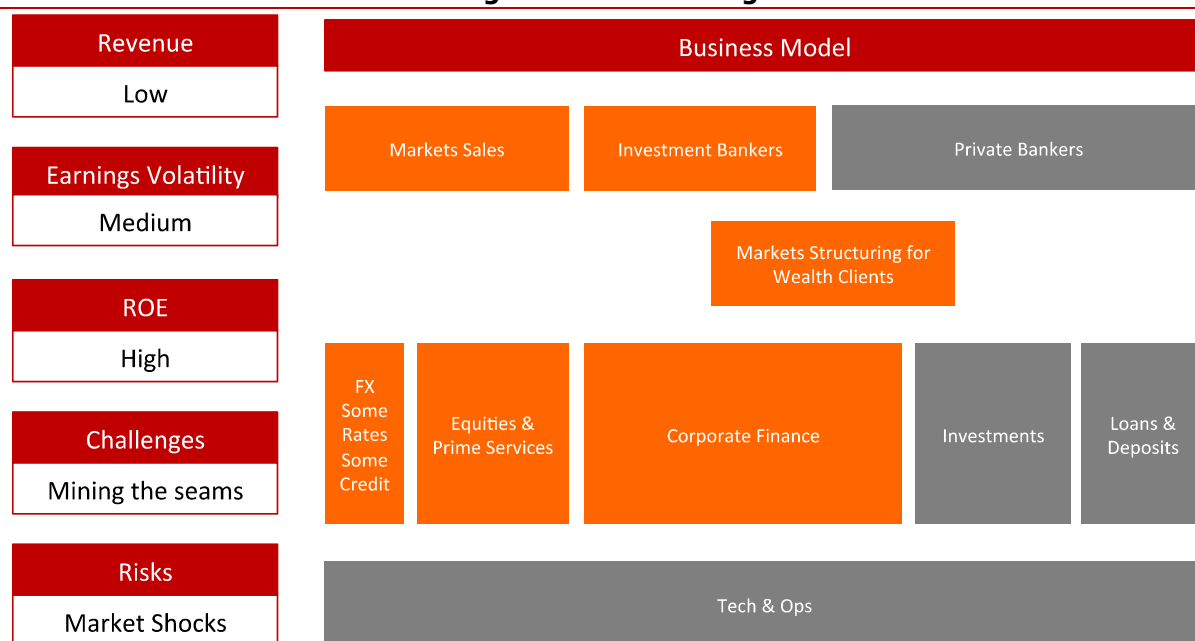 Revenue
Low
Earnings Volatility
Medium
ROE
High
Challenges
Mining the seams
Risks
Market Shocks
Business Model
Markets Sales
Investment Bankers
Private Bankers
Markets Structuring for
Wealth Clients
FX
Some
Rates
Some
Credit
Equities &
Prime Services
Corporate Finance
Investments
Loans &
Deposits
Tech & Ops